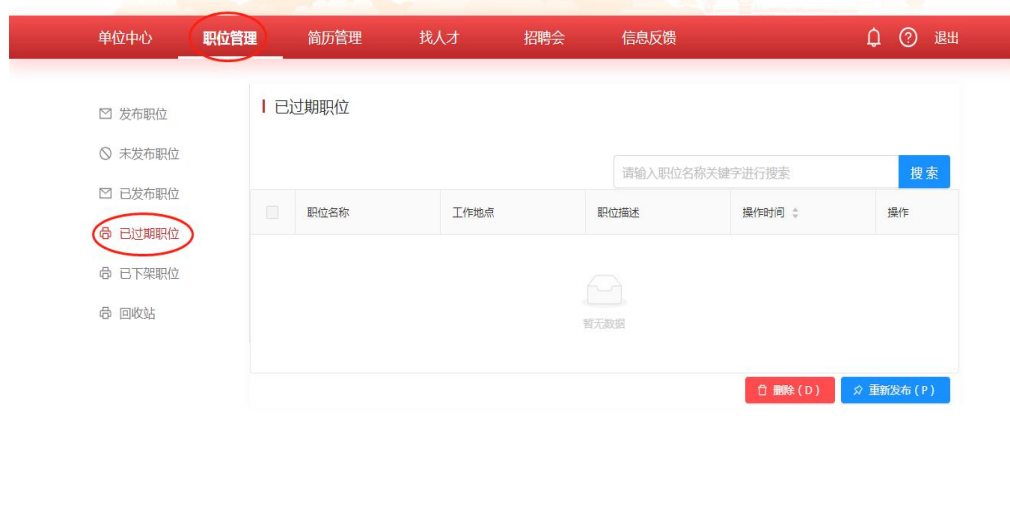 单位中心 职位管理 简历管理 找人才 招聘会 信息反馈 退出
发布职位
未发布职位
已发布职位
已过期职位
已下架职位
回收站
已过期职位
请输入职位名称关键字进行搜索 搜 索
职位名称 工作地点 职位描述 操作时间 操作
暂无数据
删除 ( D ) 重新发布 ( P )